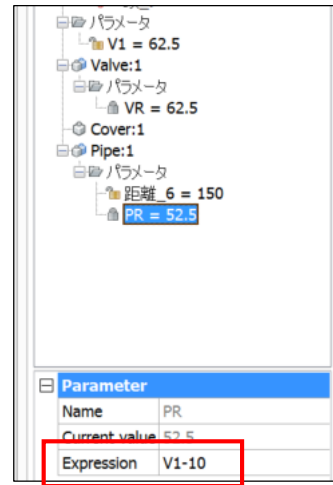 パラメータ
V1 = 62.5
Valve:1
パラメータ
VR = 62.5
Cover:1
Pipe:1
パラメータ
距離_6 = 150
PR = 52.5
Parameter
Name PR
Current value 52.5
Expression V1-10